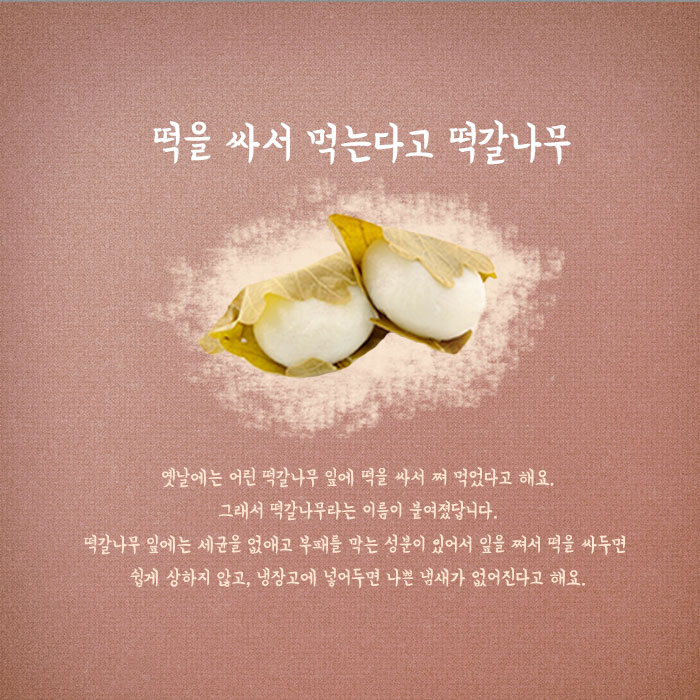 떡을 싸서 먹는다고 떡갈나무
옛날에는 어린 떡갈나무 잎에 떡을 싸서 쪄 먹었다고 해요.
그래서 떡갈나무라는 이름이 붙여졌답니다.
떡갈나무 잎에는 세균을 없애고 부패를 막는 성분이 있어서 잎을 쪄서 떡을 싸두면
쉽게 상하지 않고, 냉장고에 넣어두면 나쁜 냄새가 없어진다고 해요.